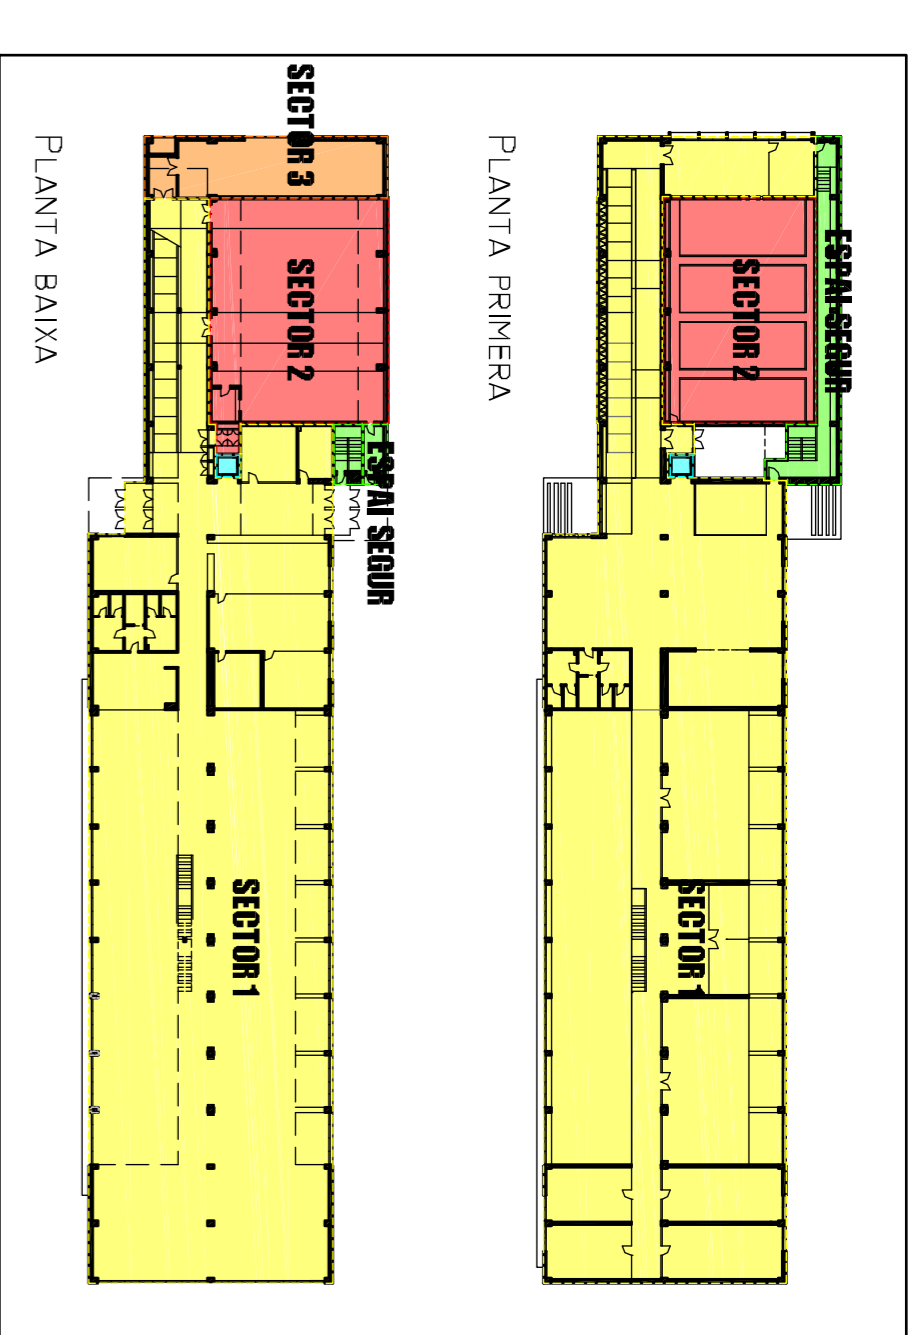 PLANTA PRIMERA
ESPAI SEGUR
SECTOR 2
SECTOR 1
PLANTA BAIXA
SECTOR 3
SECTOR 2
ESPAI SEGUR
SECTOR 1